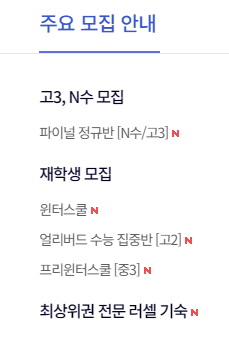 주요 모집 안내
고3, N수 모집
파이널 정규반 [N수/고3] N
재학생 모집
윈터스쿨 N
얼리버드 수능 집중반 [고2] N
프리윈터스쿨 [중3] N
최상위권 전문 러셀 기숙 N